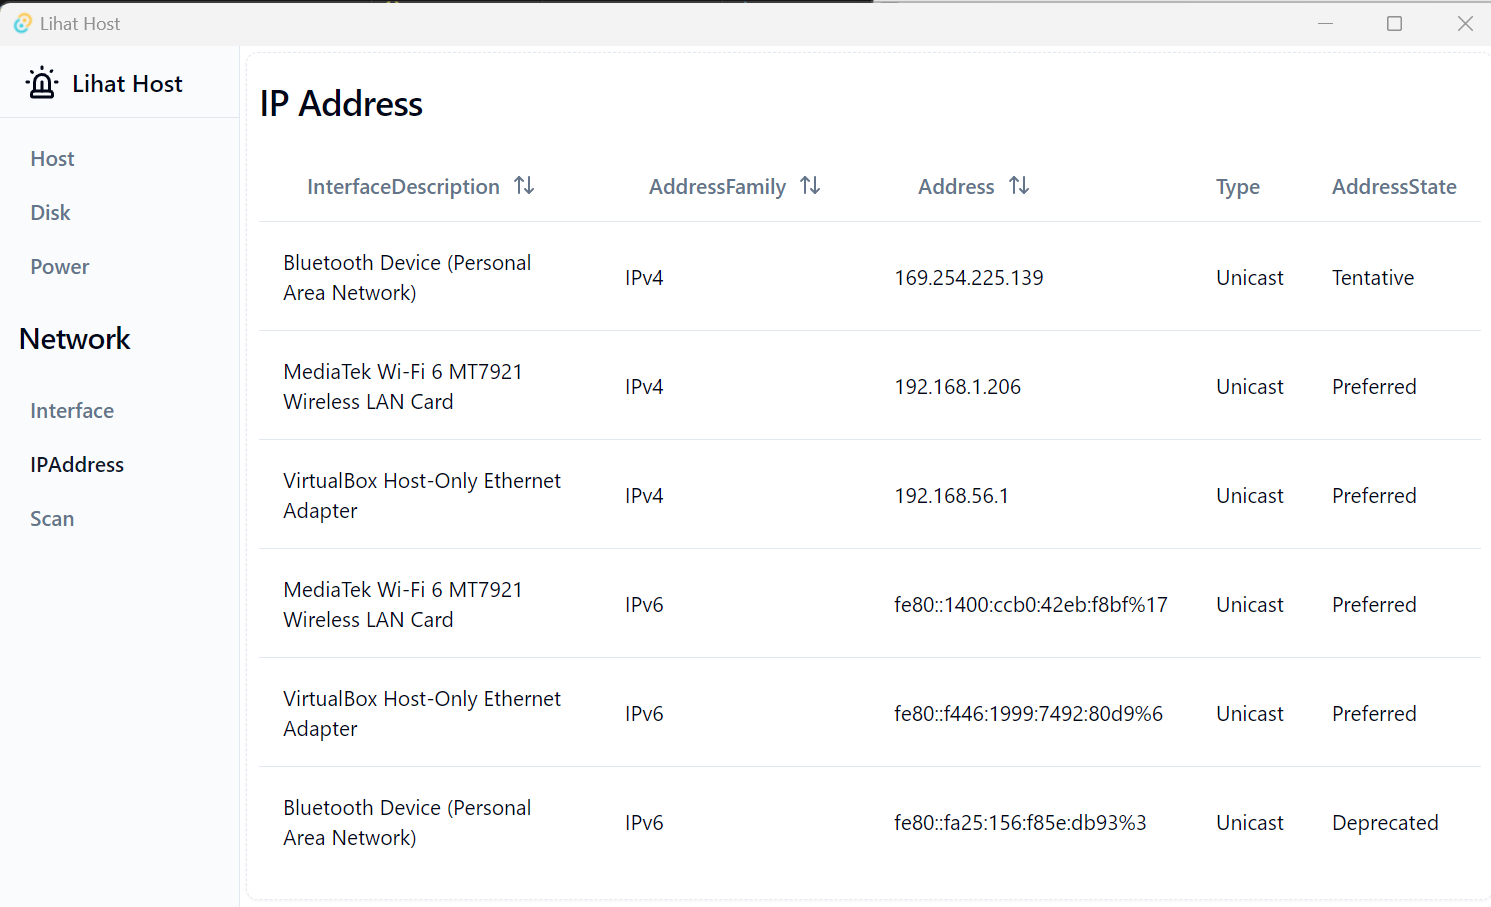 Lihat Host
Lihat Host
Host
Disk
Power
Network
Interface
IPAddress
Scan
IP Address
InterfaceDescription AddressFamily Address Type AddressState
Bluetooth Device (Personal
Area Network) IPv4 169.254.225.139 Unicast Tentative
MediaTek Wi-Fi 6 MT7921
Wireless LAN Card IPv4 192.168.1.206 Unicast Preferred
VirtualBox Host-Only Ethernet
Adapter IPv4 192.168.56.1 Unicast Preferred
MediaTek Wi-Fi 6 MT7921
Wireless LAN Card IPv6 fe80::1400:ccb0:42eb:f8bf%17 Unicast Preferred
VirtualBox Host-Only Ethernet
Adapter IPv6 fe80::f446:1999:7492:80d9%6 Unicast Preferred
Bluetooth Device (Personal
Area Network) IPv6 fe80::fa25:156:f85e:db93%3 Unicast Deprecated